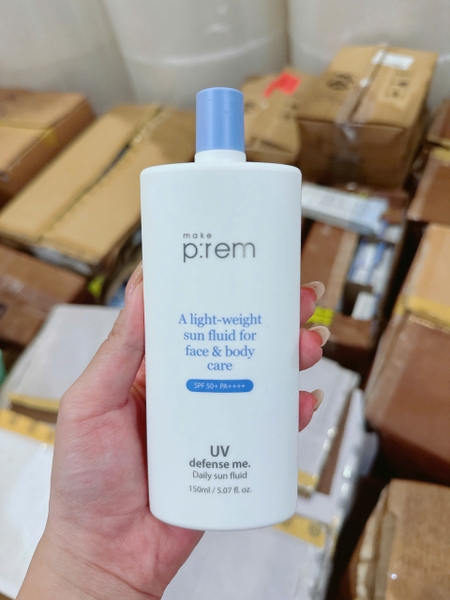 make
p:rem
A light-weight
sun fluid for
face & body
care
SPF 50+ PA++++
UV
defense me.
Daily sun fluid
150ml / 5.07 fl. oz.